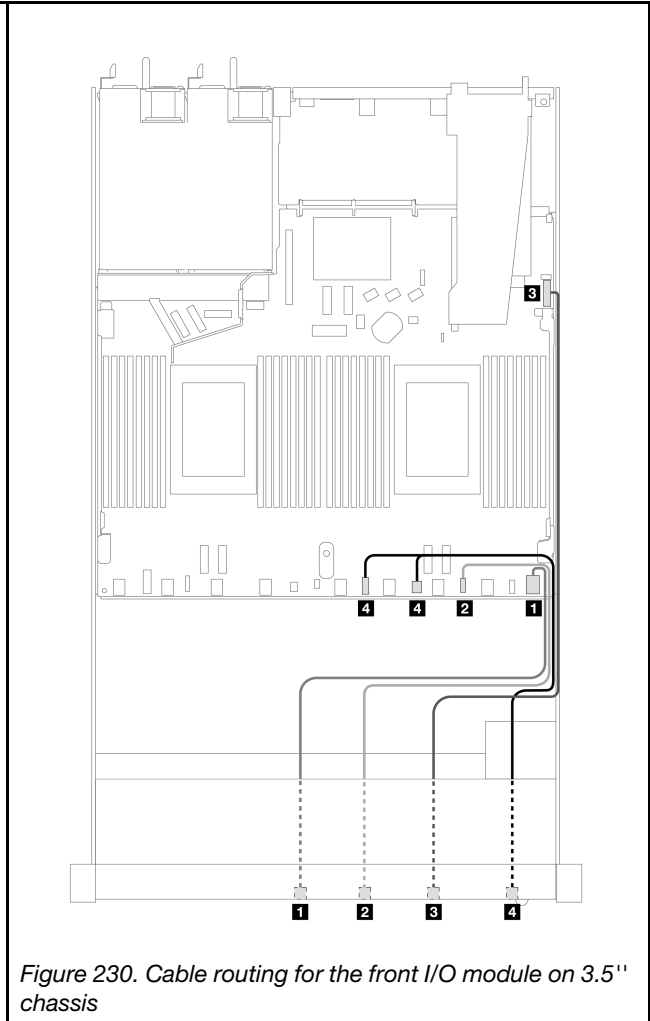 3
4 4 2 1
1 2 3 4
Figure 230. Cable routing for the front I/O module on 3.5''
chassis